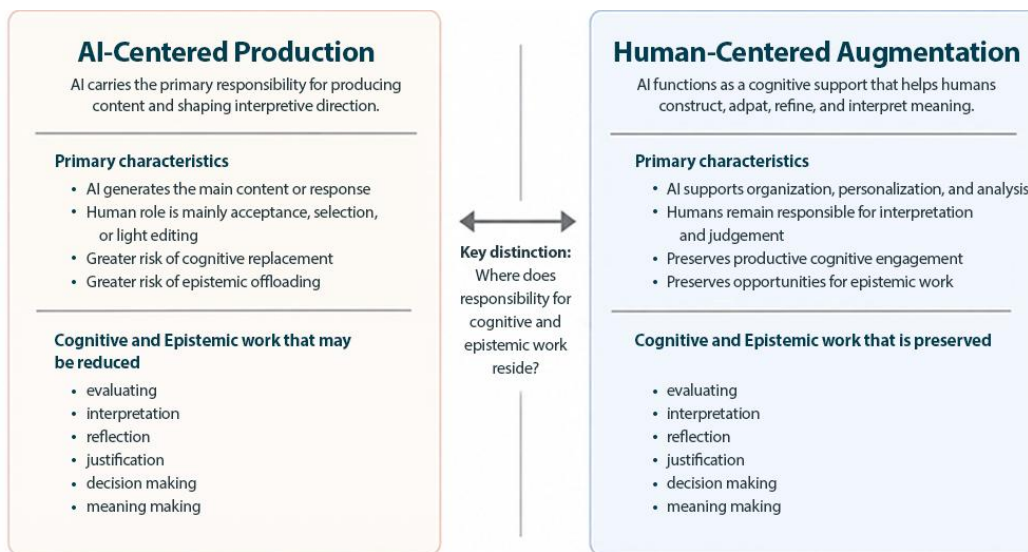 AI-Centered Production
AI carries the primary responsibility for producing
content and shaping interpretive direction.
Primary characteristics
• AI generates the main content or response
• Human role is mainly acceptance, selection,
or light editing
• Greater risk of cognitive replacement
• Greater risk of epistemic offloading
Cognitive and Epistemic work that may
be reduced
• evaluating
• interpretation
• reflection
• justification
• decision making
• meaning making
Key distinction:
Where does
responsibility for
cognitive and
epistemic work
reside?
Human-Centered Augmentation
AI functions as a cognitive support that helps humans
construct, adpat, refine, and interpret meaning.
Primary characteristics
• AI supports organization, personalization, and analysis
• Humans remain responsible for interpretation
and judgement
• Preserves productive cognitive engagement
• Preserves opportunities for epistemic work
Cognitive and Epistemic work that is preserved
• evaluating
• interpretation
• reflection
• justification
• decision making
• meaning making